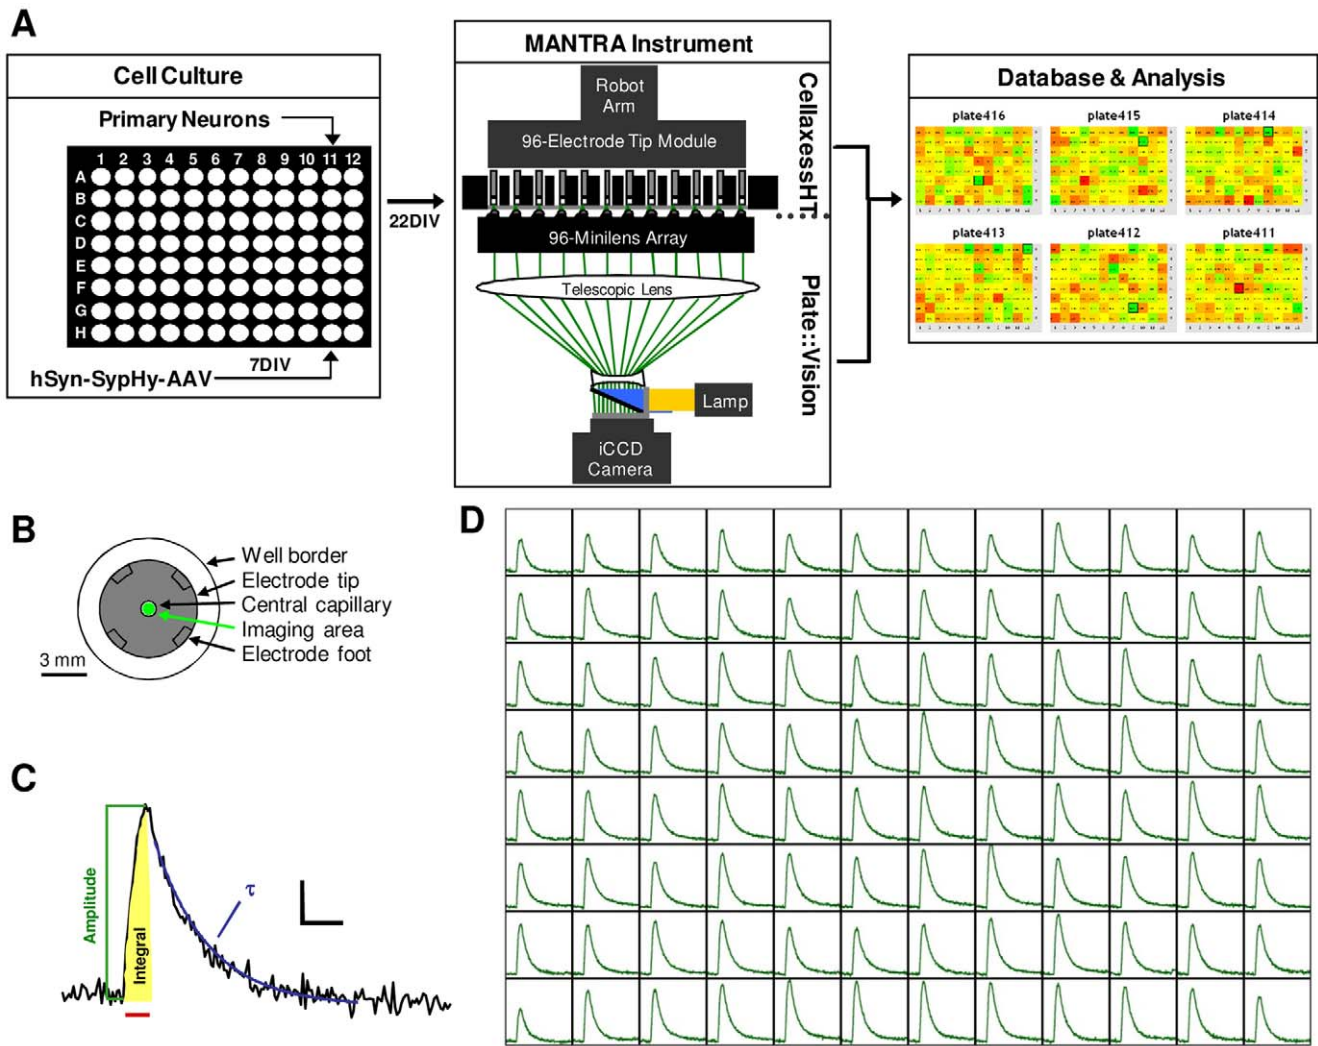 A
Cell Culture
Primary Neurons
1 2 3 4 5 6 7 8 9 10 11 12
A
B
C
D
E
F
G
H
7DIV
hSyn-SypHy-AAV
22DIV
MANTRA Instrument
Robot
Arm
96-Electrode Tip Module
96-Minilens Array
Telescopic Lens
Lamp
iCCD
Camera
CellaxessHT
Plate::Vision
Database & Analysis
plate416 plate415 plate414
plate413 plate412 plate411
B
Well border
Electrode tip
Central capillary
Imaging area
Electrode foot
3 mm
C
Amplitude
Integral
τ
D